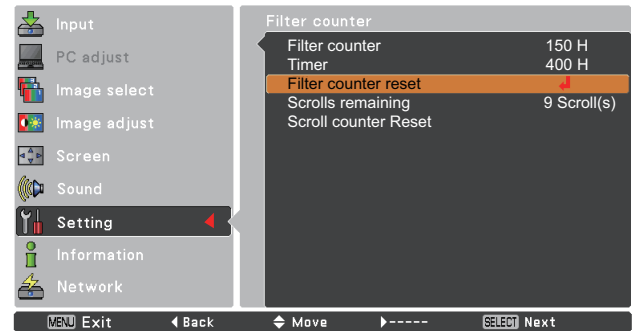 Input
PC adjust
Image select
Image adjust
Screen
Sound
Setting
Information
Network
Filter counter
Filter counter 150 H
Timer 400 H
Filter counter reset
Scrolls remaining 9 Scroll(s)
Scroll counter Reset
MENU Exit Back Move ----- SELECT Next